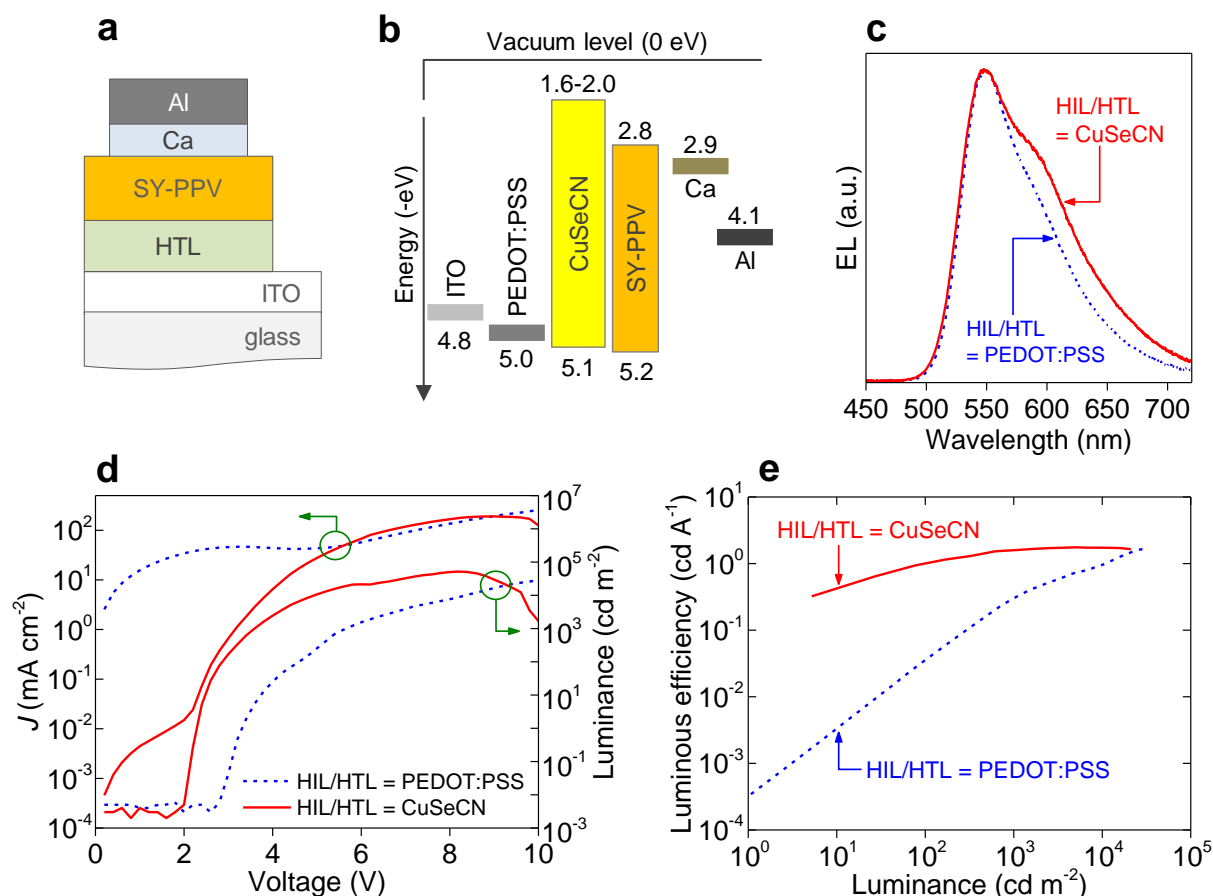 a
Al
Ca
SY-PPV
HTL
ITO
glass
b
Vacuum level (0 eV)
Energy (-eV)
ITO
4.8
PEDOT:PSS
5.0
1.6-2.0
CuSeCN
5.1
2.8
SY-PPV
5.2
2.9
Ca
4.1
Al
c
EL (a.u.)
HIL/HTL
= CuSeCN
HIL/HTL
= PEDOT:PSS
450 500 550 600 650 700
Wavelength (nm)
d
J (mA cm⁻²)
10²
10¹
10⁰
10⁻¹
10⁻²
10⁻³
10⁻⁴
10⁷
10⁵
10³
10¹
10⁻¹
10⁻³
Luminance (cd m⁻²)
HIL/HTL = PEDOT:PSS
HIL/HTL = CuSeCN
0 2 4 6 8 10
Voltage (V)
e
Luminous efficiency (cd A⁻¹)
10¹
10⁰
10⁻¹
10⁻²
10⁻³
10⁻⁴
HIL/HTL = CuSeCN
HIL/HTL = PEDOT:PSS
10⁰ 10¹ 10² 10³ 10⁴ 10⁵
Luminance (cd m⁻²)